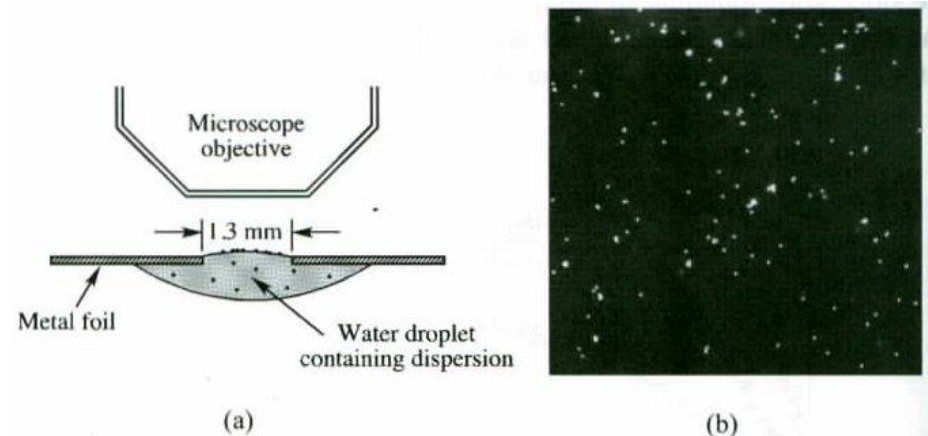 Microscope
objective
1.3 mm
Metal foil
Water droplet
containing dispersion
(a)
(b)